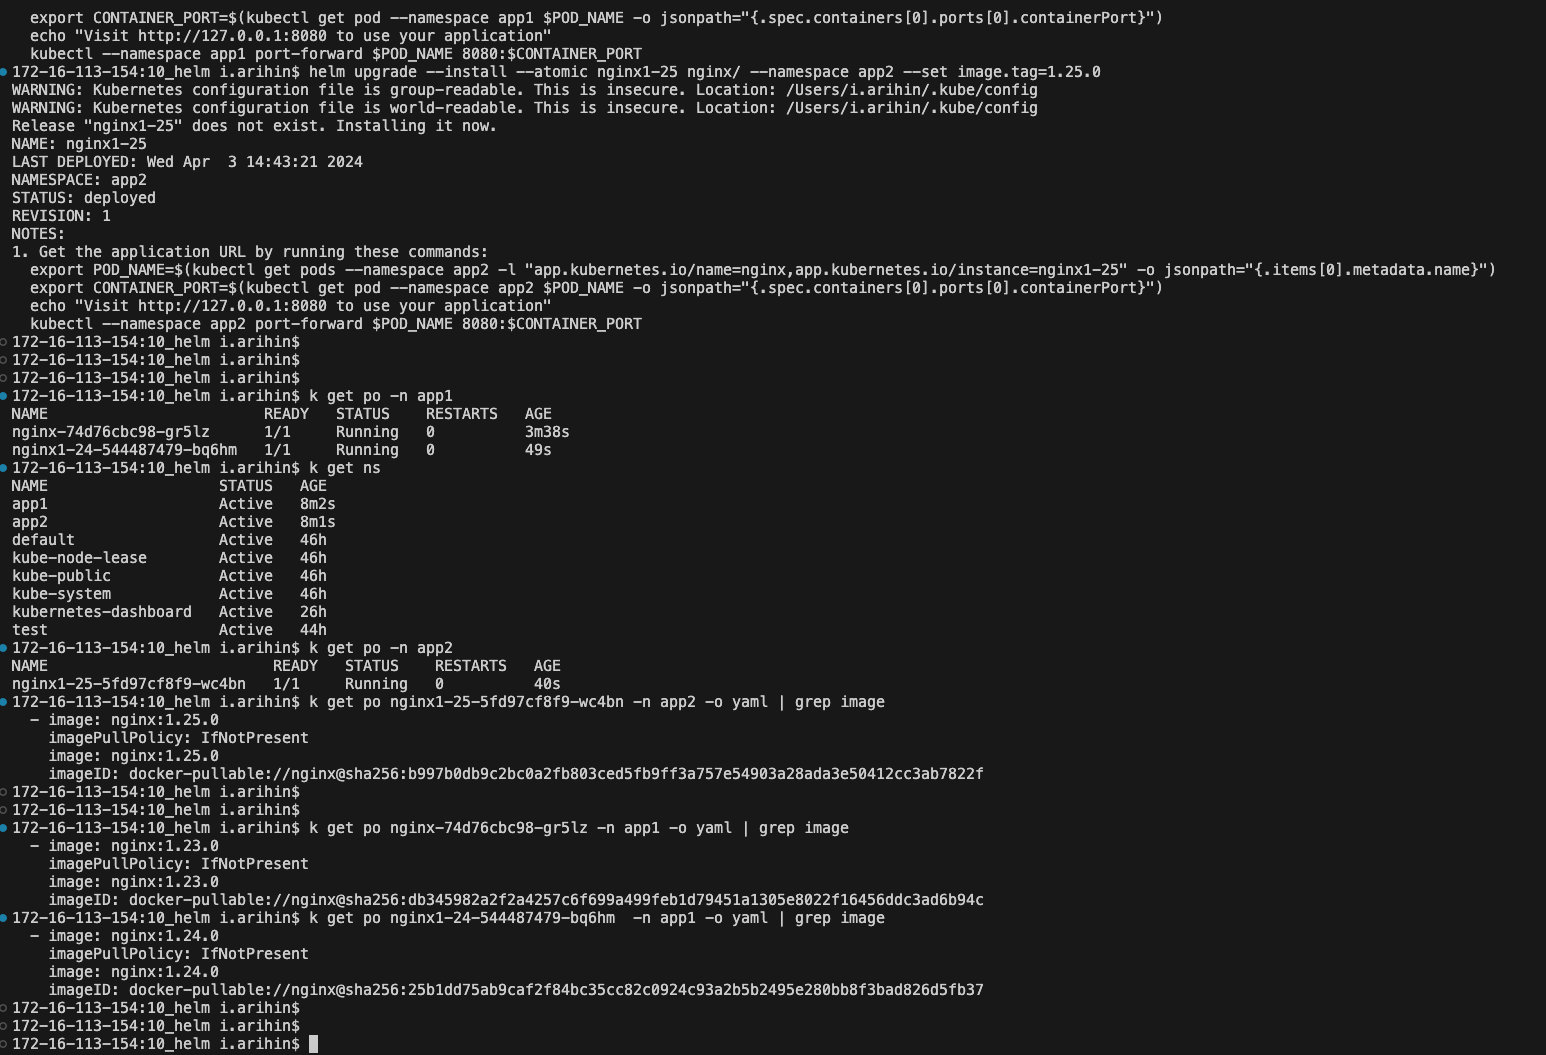 export CONTAINER_PORT=$(kubectl get pod --namespace app1 $POD_NAME -o jsonpath="{.spec.containers[0].ports[0].containerPort}")
echo "Visit http://127.0.0.1:8080 to use your application"
kubectl --namespace app1 port-forward $POD_NAME 8080:$CONTAINER_PORT
172-16-113-154:10_helm i.arihin$ helm upgrade --install --atomic nginx1-25 nginx/ --namespace app2 --set image.tag=1.25.0
WARNING: Kubernetes configuration file is group-readable. This is insecure. Location: /Users/i.arihin/.kube/config
WARNING: Kubernetes configuration file is world-readable. This is insecure. Location: /Users/i.arihin/.kube/config
Release "nginx1-25" does not exist. Installing it now.
NAME: nginx1-25
LAST DEPLOYED: Wed Apr  3 14:43:21 2024
NAMESPACE: app2
STATUS: deployed
REVISION: 1
NOTES:
1. Get the application URL by running these commands:
export POD_NAME=$(kubectl get pods --namespace app2 -l "app.kubernetes.io/name=nginx,app.kubernetes.io/instance=nginx1-25" -o jsonpath="{.items[0].metadata.name}")
export CONTAINER_PORT=$(kubectl get pod --namespace app2 $POD_NAME -o jsonpath="{.spec.containers[0].ports[0].containerPort}")
echo "Visit http://127.0.0.1:8080 to use your application"
kubectl --namespace app2 port-forward $POD_NAME 8080:$CONTAINER_PORT
172-16-113-154:10_helm i.arihin$
172-16-113-154:10_helm i.arihin$
172-16-113-154:10_helm i.arihin$
172-16-113-154:10_helm i.arihin$ k get po -n app1
NAME                        READY   STATUS    RESTARTS   AGE
nginx-74d76cbc98-gr5lz      1/1     Running   0          3m38s
nginx1-24-544487479-bq6hm   1/1     Running   0          49s
172-16-113-154:10_helm i.arihin$ k get ns
NAME                   STATUS   AGE
app1                   Active   8m2s
app2                   Active   8m1s
default                Active   46h
kube-node-lease        Active   46h
kube-public            Active   46h
kube-system            Active   46h
kubernetes-dashboard   Active   26h
test                   Active   44h
172-16-113-154:10_helm i.arihin$ k get po -n app2
NAME                         READY   STATUS    RESTARTS   AGE
nginx1-25-5fd97cf8f9-wc4bn   1/1     Running   0          40s
172-16-113-154:10_helm i.arihin$ k get po nginx1-25-5fd97cf8f9-wc4bn -n app2 -o yaml | grep image
- image: nginx:1.25.0
imagePullPolicy: IfNotPresent
image: nginx:1.25.0
imageID: docker-pullable://nginx@sha256:b997b0db9c2bc0a2fb803ced5fb9ff3a757e54903a28ada3e50412cc3ab7822f
172-16-113-154:10_helm i.arihin$
172-16-113-154:10_helm i.arihin$
172-16-113-154:10_helm i.arihin$ k get po nginx-74d76cbc98-gr5lz -n app1 -o yaml | grep image
- image: nginx:1.23.0
imagePullPolicy: IfNotPresent
image: nginx:1.23.0
imageID: docker-pullable://nginx@sha256:db345982a2f2a4257c6f699a499feb1d79451a1305e8022f16456ddc3ad6b94c
172-16-113-154:10_helm i.arihin$ k get po nginx1-24-544487479-bq6hm  -n app1 -o yaml | grep image
- image: nginx:1.24.0
imagePullPolicy: IfNotPresent
image: nginx:1.24.0
imageID: docker-pullable://nginx@sha256:25b1dd75ab9caf2f84bc35cc82c0924c93a2b5b2495e280bb8f3bad826d5fb37
172-16-113-154:10_helm i.arihin$
172-16-113-154:10_helm i.arihin$
172-16-113-154:10_helm i.arihin$